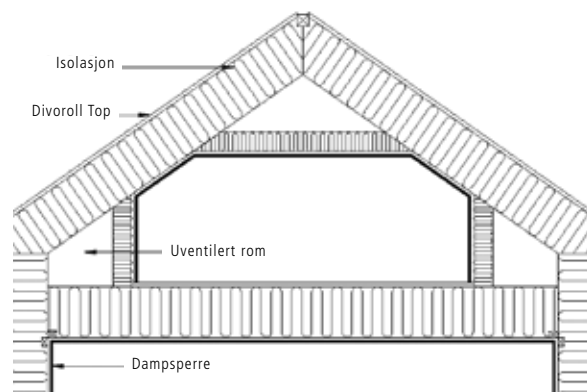 Isolasjon
Divoroll Top
Uventilert rom
Dampsperre